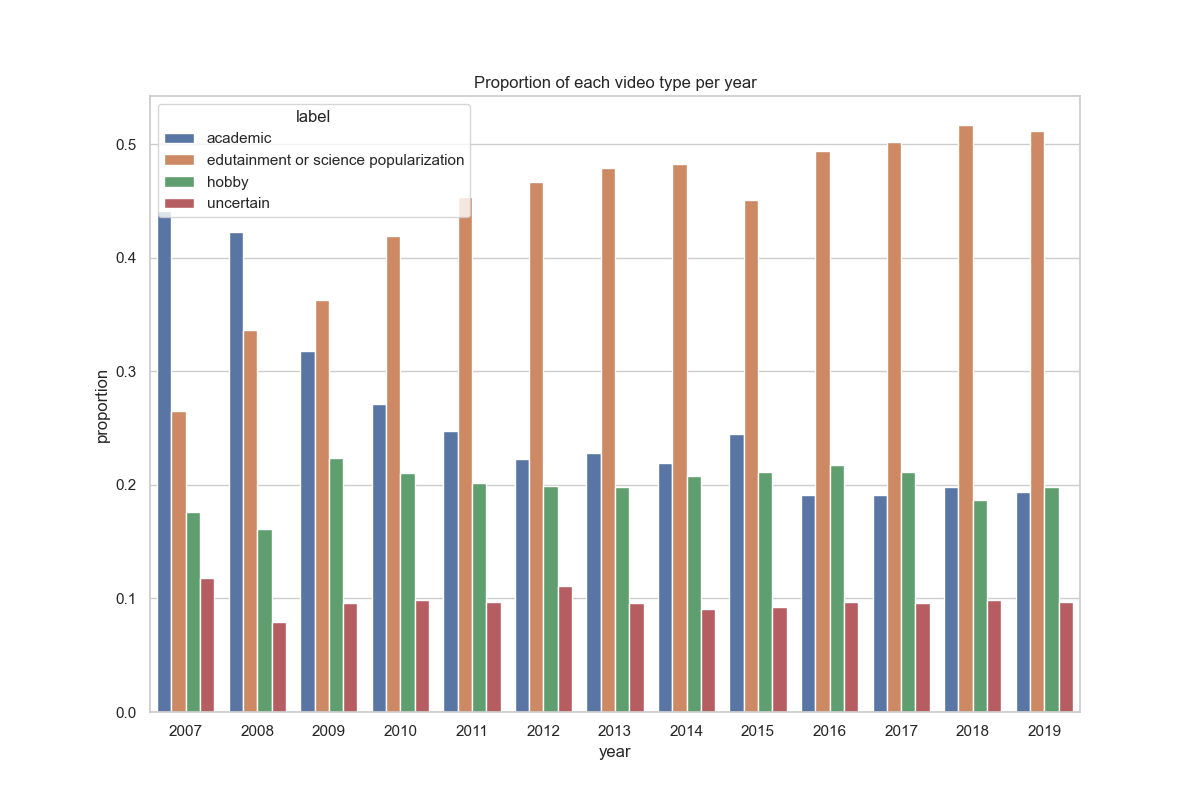 Proportion of each video type per year
label
academic
edutainment or science popularization
hobby
uncertain
0.5
0.4
0.3
0.2
0.1
0.0
proportion
2007 2008 2009 2010 2011 2012 2013 2014 2015 2016 2017 2018 2019
year